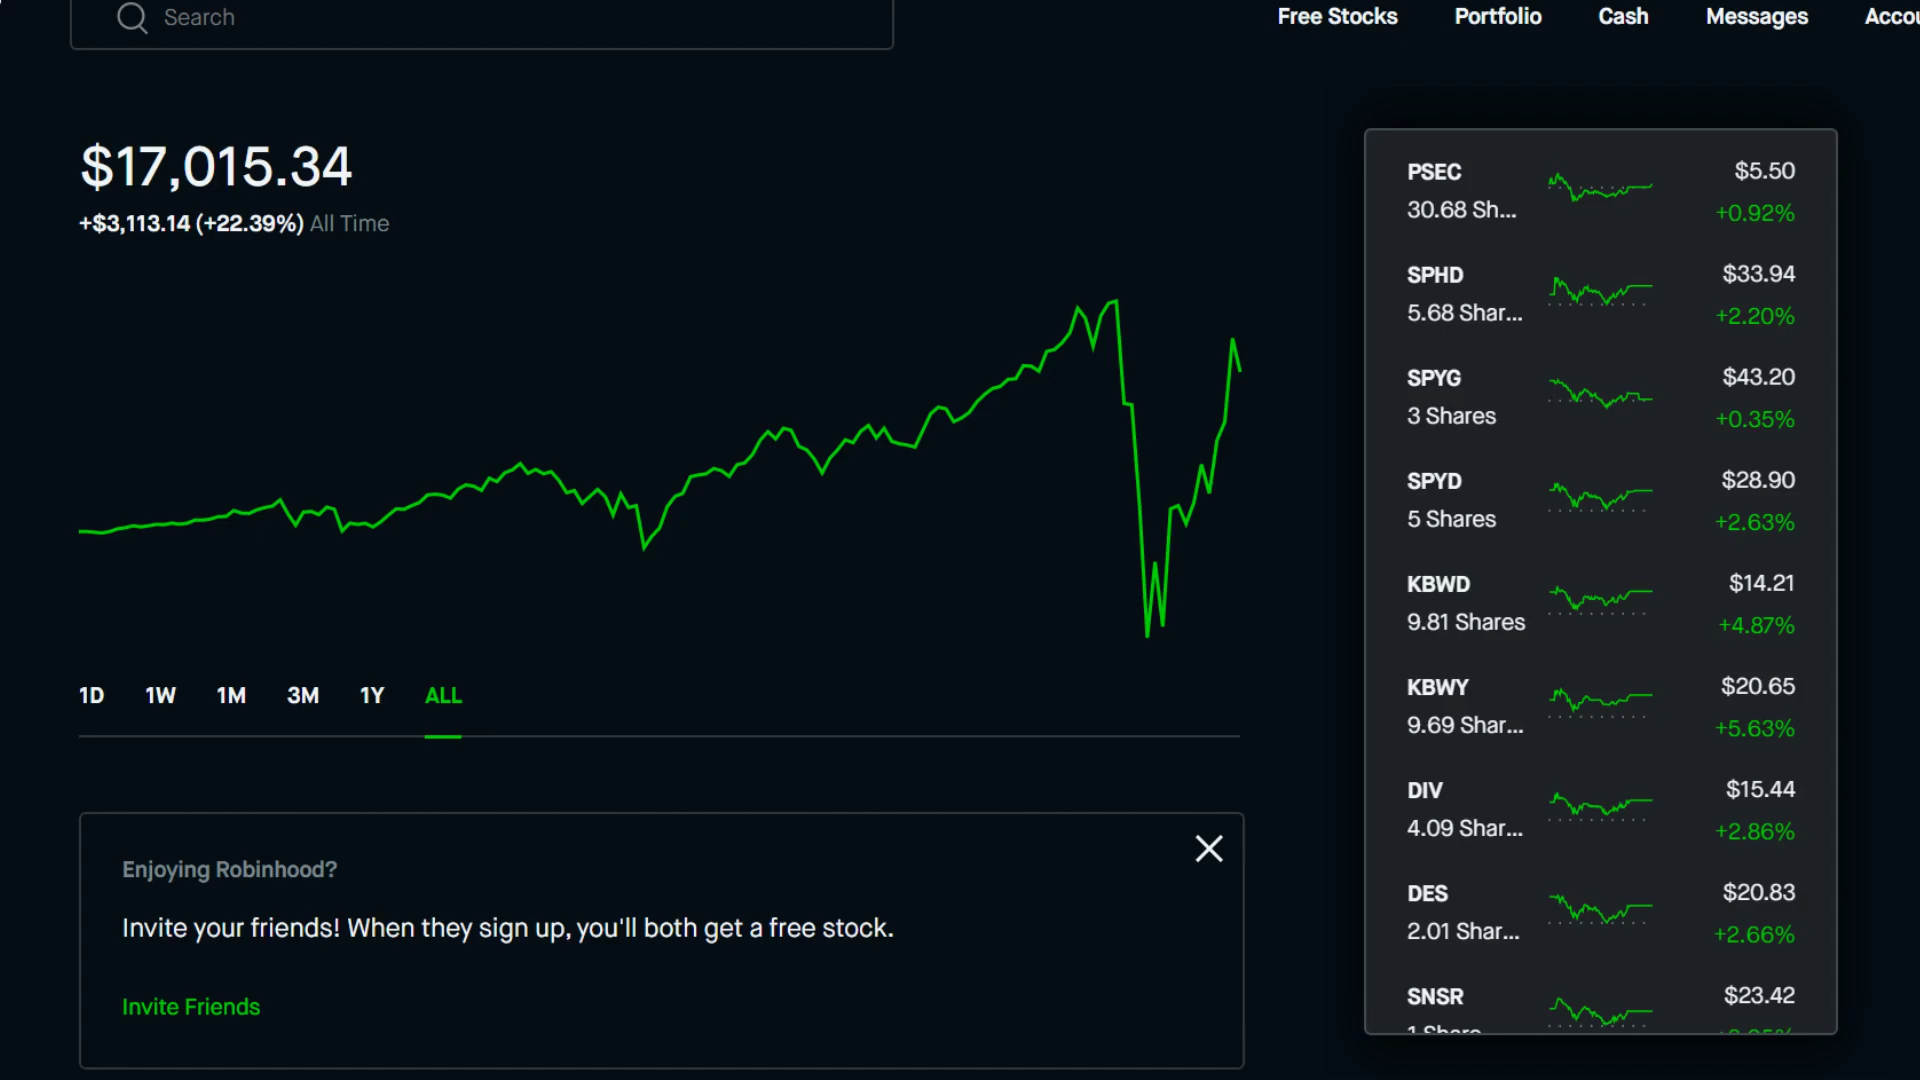 Search
Free Stocks Portfolio Cash Messages Accou
$17,015.34
+$3,113.14 (+22.39%) All Time
1D 1W 1M 3M 1Y ALL
Enjoying Robinhood?
Invite your friends! When they sign up, you'll both get a free stock.
Invite Friends
PSEC $5.50
30.68 Sh... +0.92%
SPHD $33.94
5.68 Shar... +2.20%
SPYG $43.20
3 Shares +0.35%
SPYD $28.90
5 Shares +2.63%
KBWD $14.21
9.81 Shares +4.87%
KBWY $20.65
9.69 Shar... +5.63%
DIV $15.44
4.09 Shar... +2.86%
DES $20.83
2.01 Shar... +2.66%
SNSR $23.42
1 Share